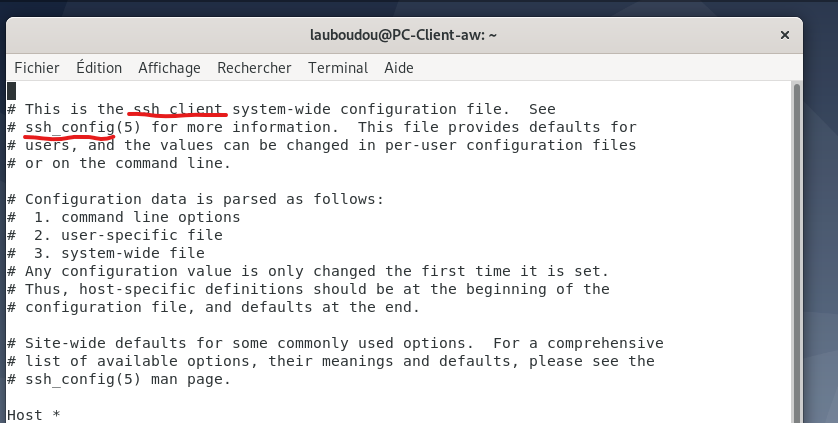 lauboudou@PC-Client-aw: ~
×
Fichier Édition Affichage Rechercher Terminal Aide
# This is the ssh client system-wide configuration file.  See
# ssh_config(5) for more information.  This file provides defaults for
# users, and the values can be changed in per-user configuration files
# or on the command line.
# Configuration data is parsed as follows:
#  1. command line options
#  2. user-specific file
#  3. system-wide file
# Any configuration value is only changed the first time it is set.
# Thus, host-specific definitions should be at the beginning of the
# configuration file, and defaults at the end.
# Site-wide defaults for some commonly used options.  For a comprehensive
# list of available options, their meanings and defaults, please see the
# ssh_config(5) man page.
Host *